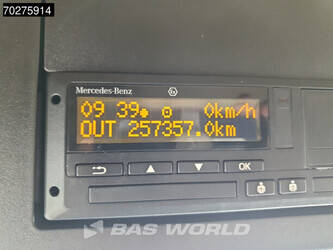 70275914
Mercedes-Benz
09 39 0km/h
OUT 257357.0km
OK
BAS WORLD